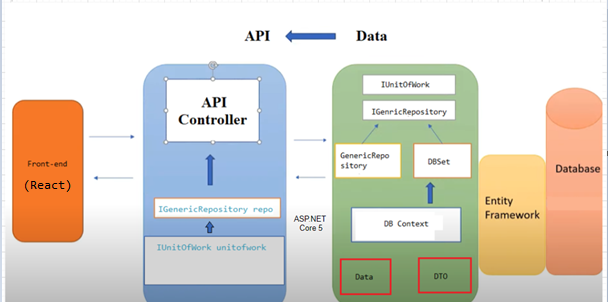 API
Data
Front-end
(React)
API
Controller
IGenericRepository repo
IUnitOfWork unitofwork
ASP.NET
Core 5
IUnitOfWork
IGenricRepository
GenericRepo
sitory
DBSet
DB Context
Data
DTO
Entity
Framework
Database